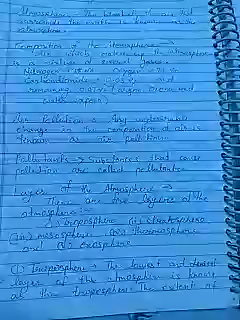 Atmosphere - The blanket of air that
surrounds the earth is known as the
atmosphere.
Composition of the Atmosphere
Air which makes up the atmosphere
is a mixture of several gases.
Nitrogen - 78%  Oxygen - 21%
Carbondioxide - 0.03% and
remaining 0.97% (argon, Ozone and
water vapour)
Air Pollution → Any undesirable
change in the composition of air is
known as air pollution.
Pollutants → Substances that cause
pollution are called pollutants.
Layers of the Atmosphere →
There are five layers of the
atmosphere:
(i) troposphere (ii) stratosphere
(iii) mesosphere (iv) thermosphere
and (v) exosphere
(i) troposphere → The lowest and densest
layer of the atmosphere is known
as the troposphere. The extent of